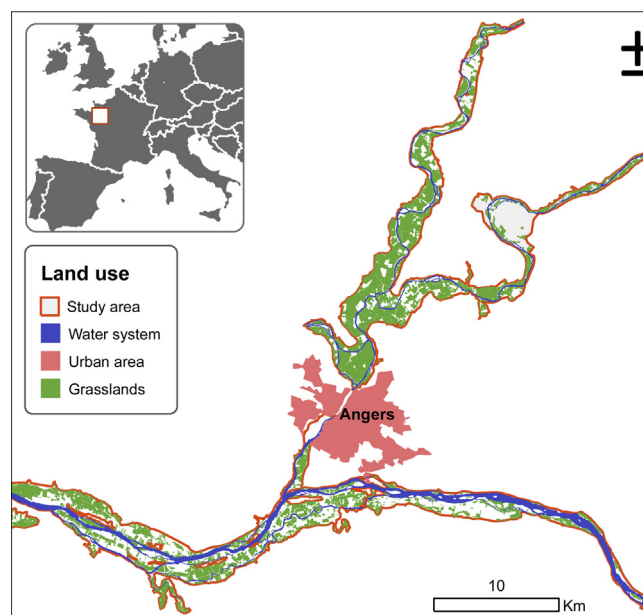 Land use
Study area
Water system
Urban area
Grasslands
Angers
10
Km